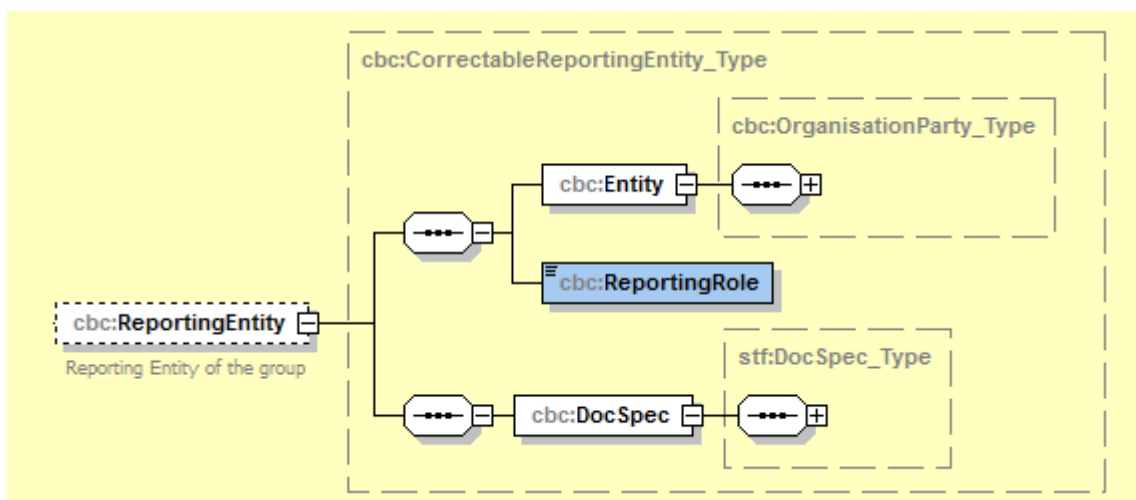 cbc:CorrectableReportingEntity_Type
cbc:OrganisationParty_Type
cbc:Entity
cbc:ReportingRole
cbc:ReportingEntity
Reporting Entity of the group
stf:DocSpec_Type
cbc:DocSpec